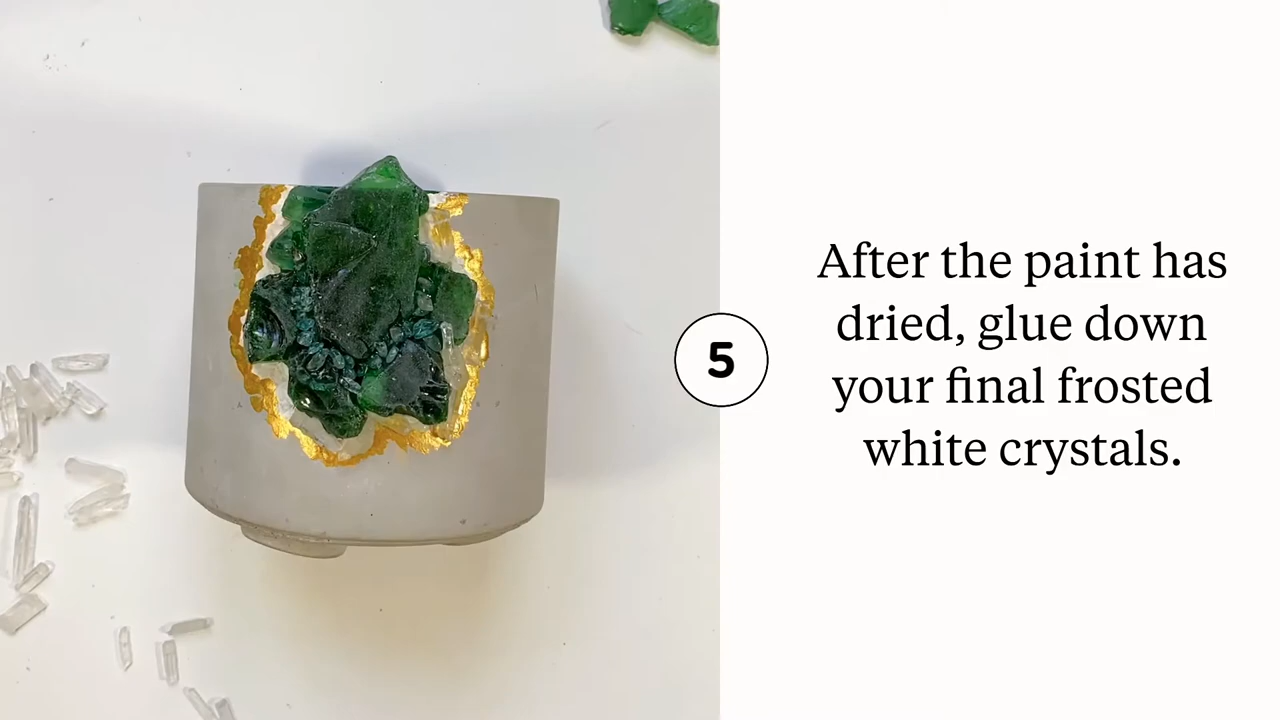 5
After the paint has
dried, glue down
your final frosted
white crystals.